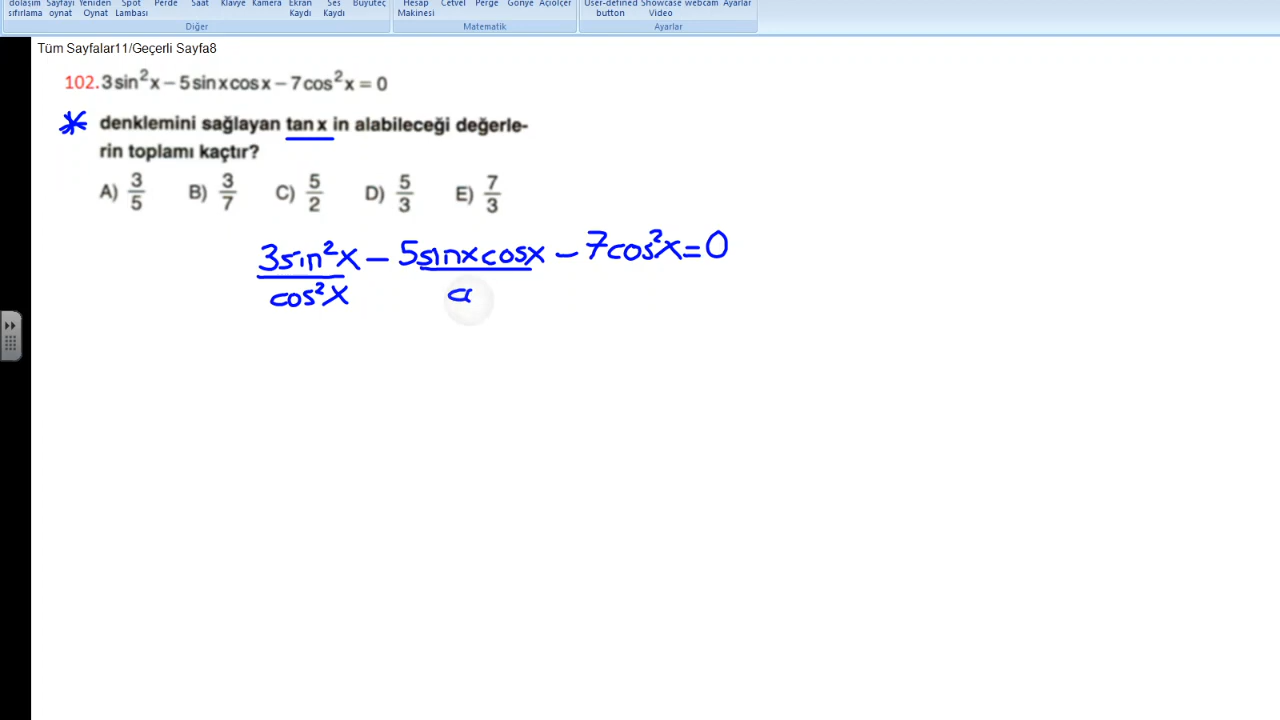 dolaşım Sayfayı Yeniden Spot Perde Saat Klavye Kamera Ekran Ses Büyüteç Hesap Cetvel Perge Gönye Açıölçer User-defined Showcase webcam Ayarlar
sıfırlama oynat Oynat Lambası Kaydı Kaydı Makinesi button Video
Diğer Matematik Ayarlar
Tüm Sayfalar11/Geçerli Sayfa8
102. 3sin²x − 5sinxcosx − 7cos²x = 0
denklemini sağlayan tanx in alabileceği değerle-
rin toplamı kaçtır?
A) 3/5 B) 3/7 C) 5/2 D) 5/3 E) 7/3
3sin²x − 5sinxcosx − 7cos²x=0
cos²x